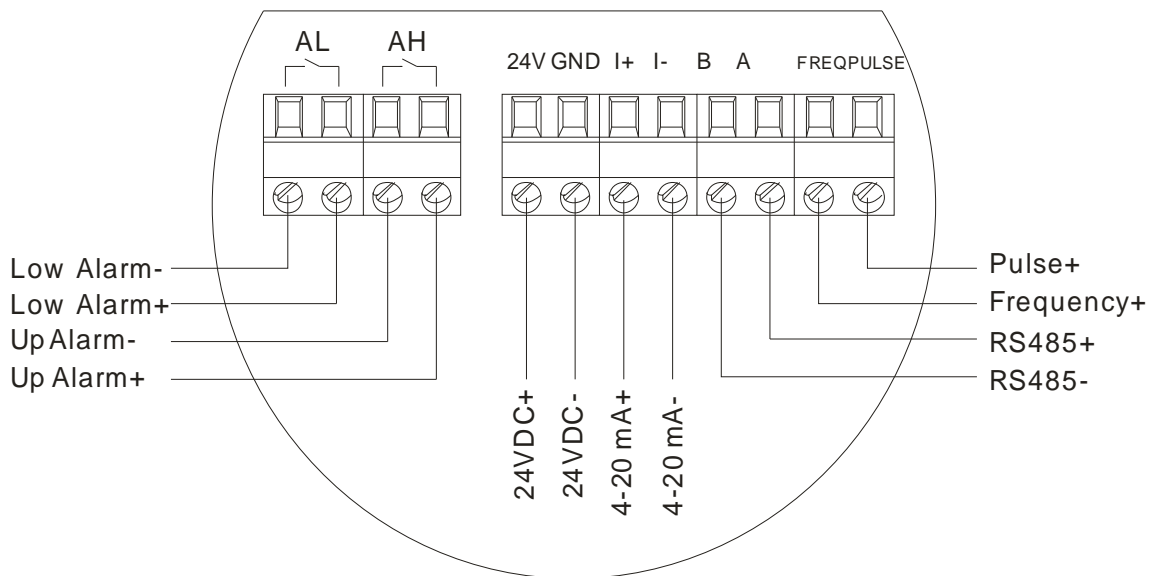 AL AH
24V GND I+ I- B A FREQPULSE
Low Alarm-
Low Alarm+
Up Alarm-
Up Alarm+
24VDC+
24VDC-
4-20 mA+
4-20 mA-
Pulse+
Frequency+
RS485+
RS485-